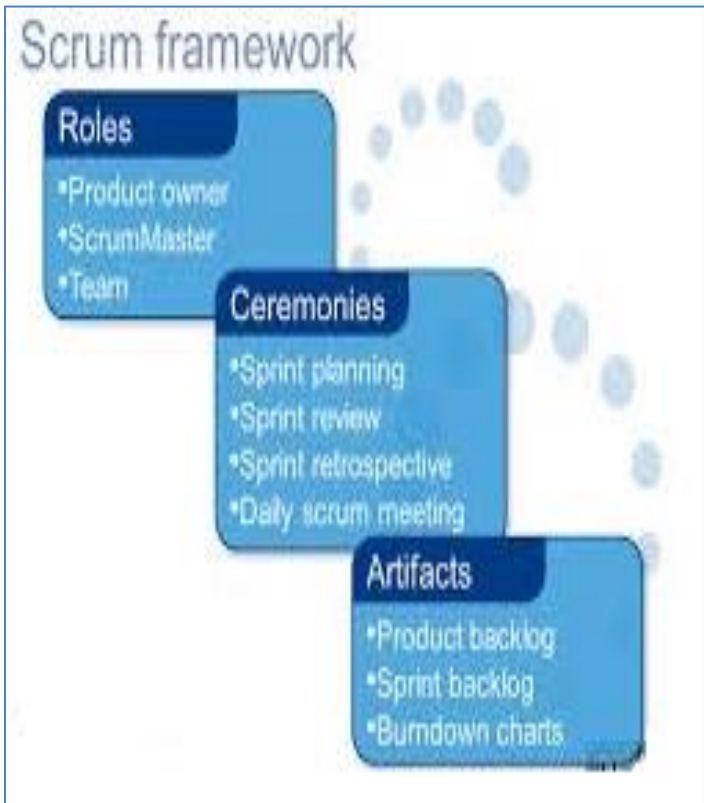 Scrum framework
Roles
•Product owner
•ScrumMaster
•Team
Ceremonies
•Sprint planning
•Sprint review
•Sprint retrospective
•Daily scrum meeting
Artifacts
•Product backlog
•Sprint backlog
•Burndown charts